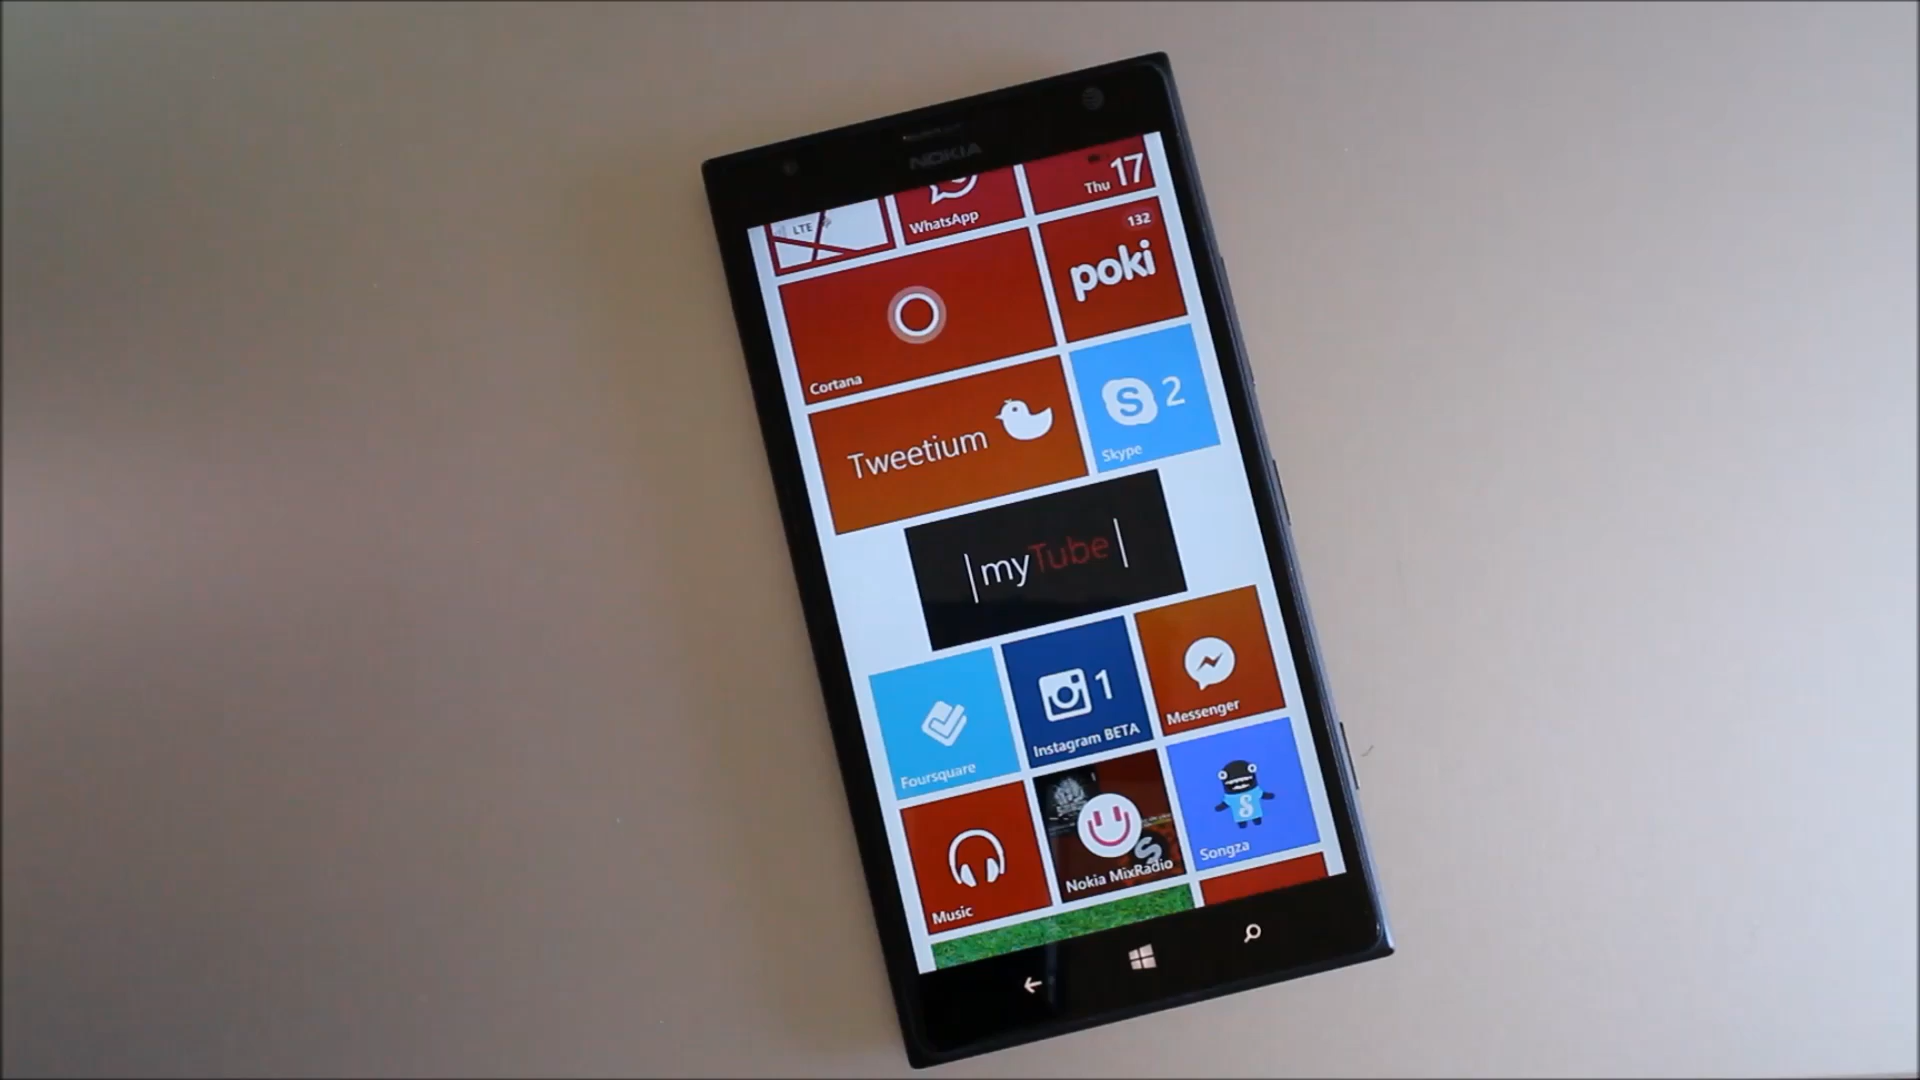 NOKIA
LTE
WhatsApp
Thu 17
132
poki
Cortana
Tweetium
S 2
Skype
|myTube|
Foursquare
1
Instagram BETA
Messenger
Music
S
Nokia MixRadio
S
Songza